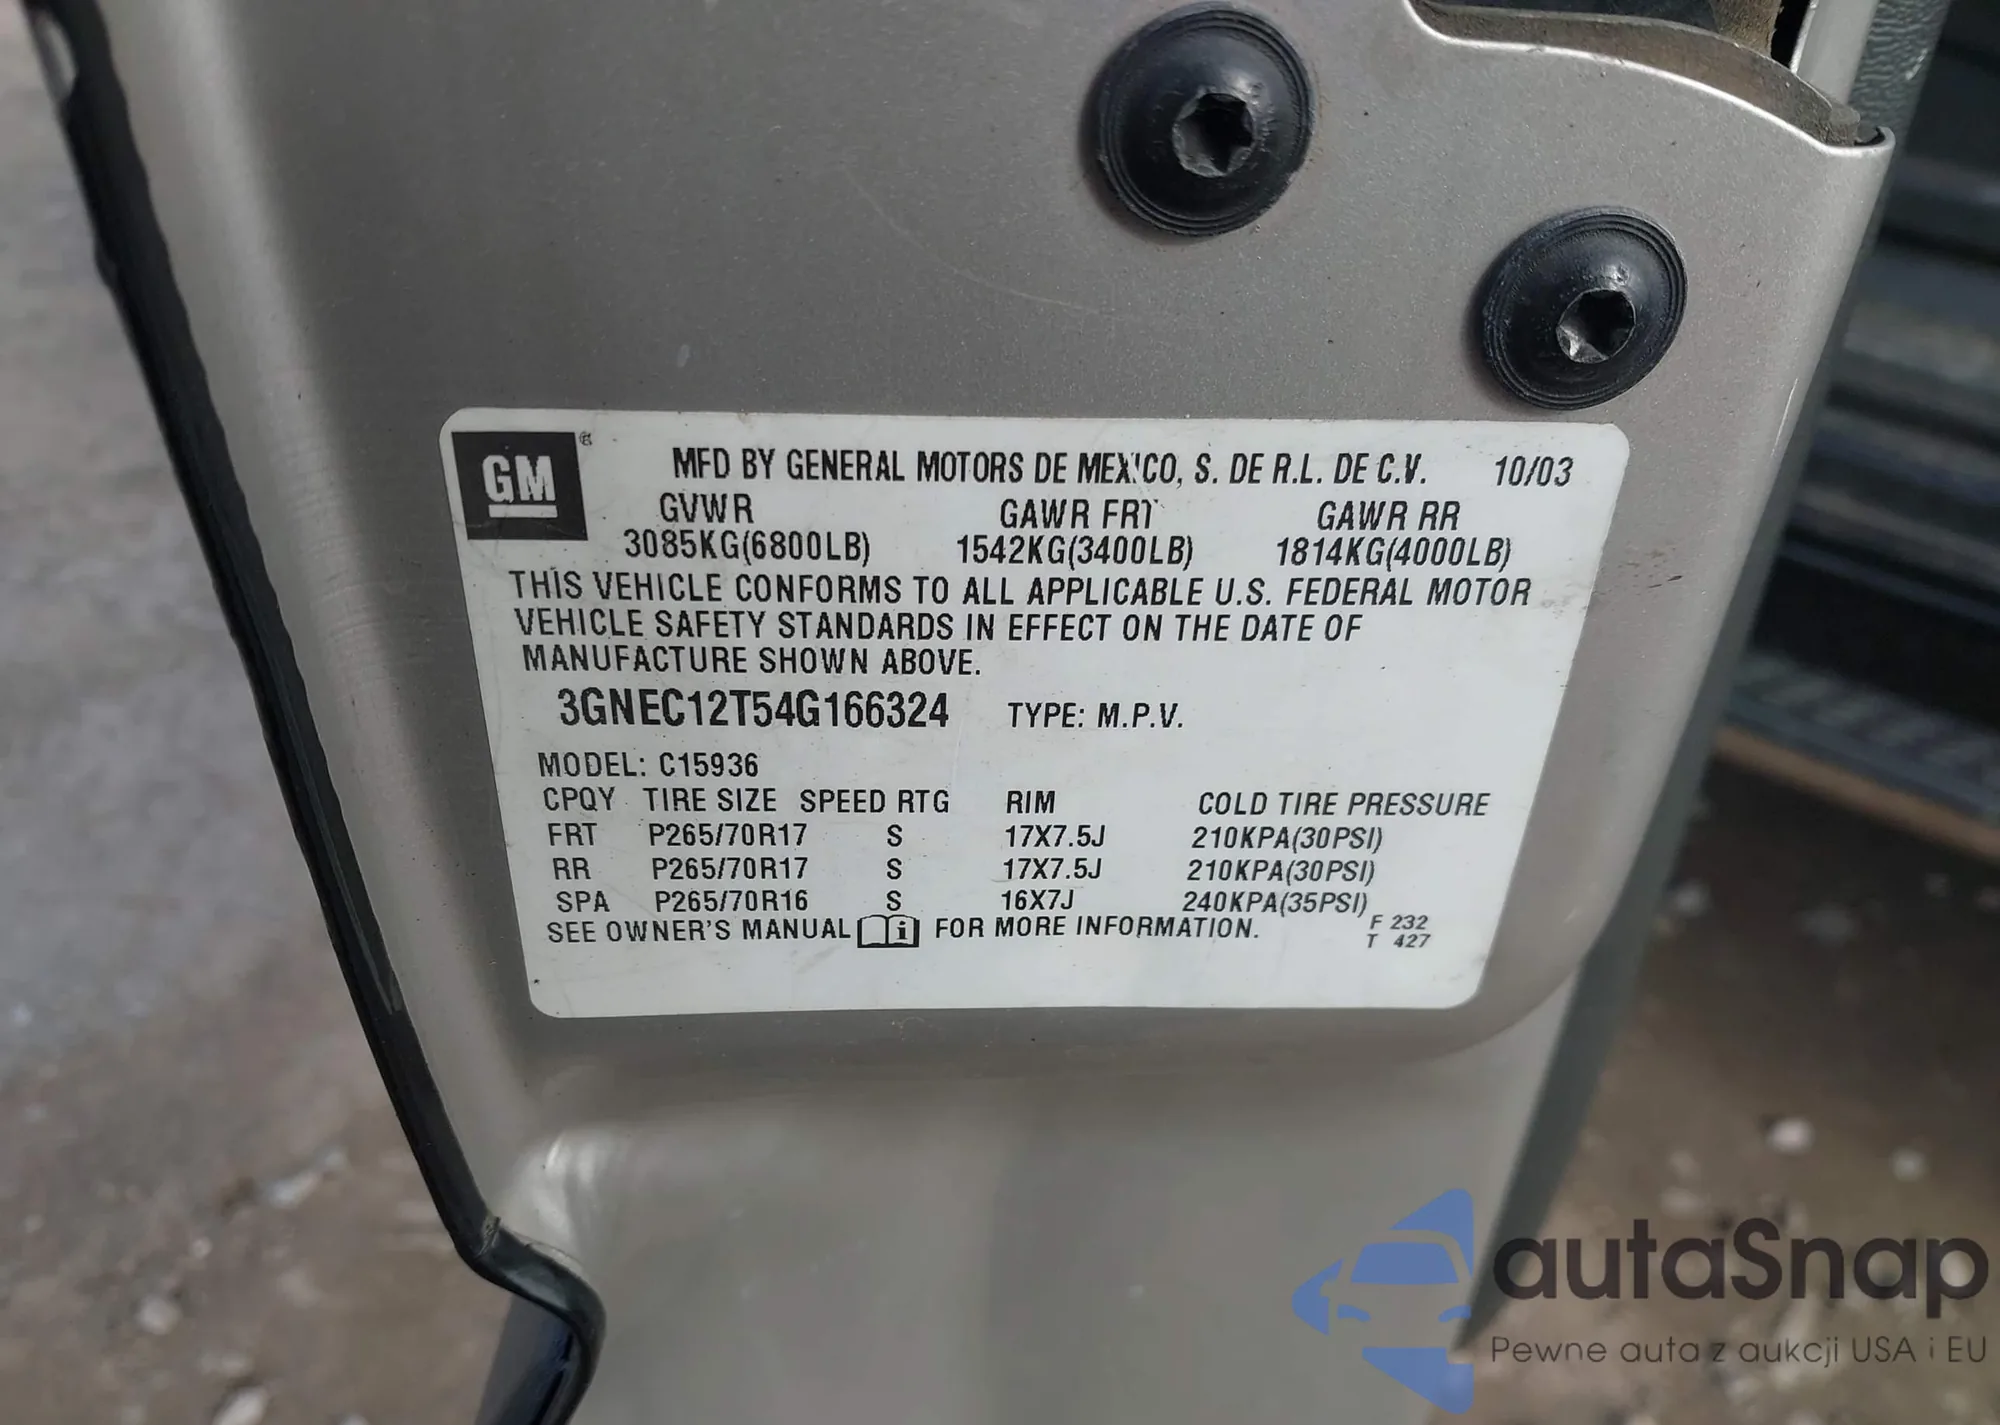 GM ®
MFD BY GENERAL MOTORS DE MEXICO, S. DE R.L. DE C.V. 10/03
GVWR GAWR FRT GAWR RR
3085KG(6800LB) 1542KG(3400LB) 1814KG(4000LB)
THIS VEHICLE CONFORMS TO ALL APPLICABLE U.S. FEDERAL MOTOR
VEHICLE SAFETY STANDARDS IN EFFECT ON THE DATE OF
MANUFACTURE SHOWN ABOVE.
3GNEC12T54G166324 TYPE: M.P.V.
MODEL: C15936
CPQY TIRE SIZE SPEED RTG RIM COLD TIRE PRESSURE
FRT P265/70R17 S 17X7.5J 210KPA(30PSI)
RR P265/70R17 S 17X7.5J 210KPA(30PSI)
SPA P265/70R16 S 16X7J 240KPA(35PSI)
SEE OWNER'S MANUAL i FOR MORE INFORMATION. F 232
T 427
autaSnap
Pewne auta z aukcji USA i EU